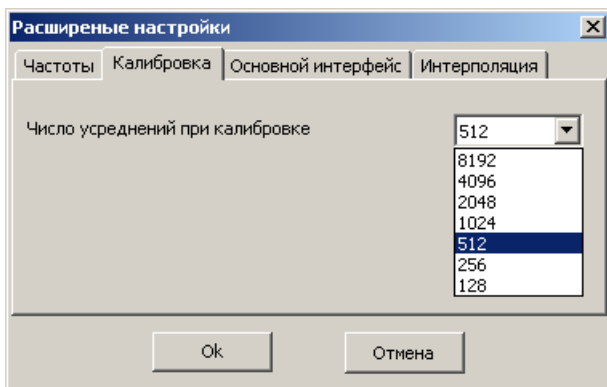 Расширеные настройки
Частоты Калибровка Основной интерфейс Интерполяция
Число усреднений при калибровке 512
8192
4096
2048
1024
512
256
128
Ok Отмена